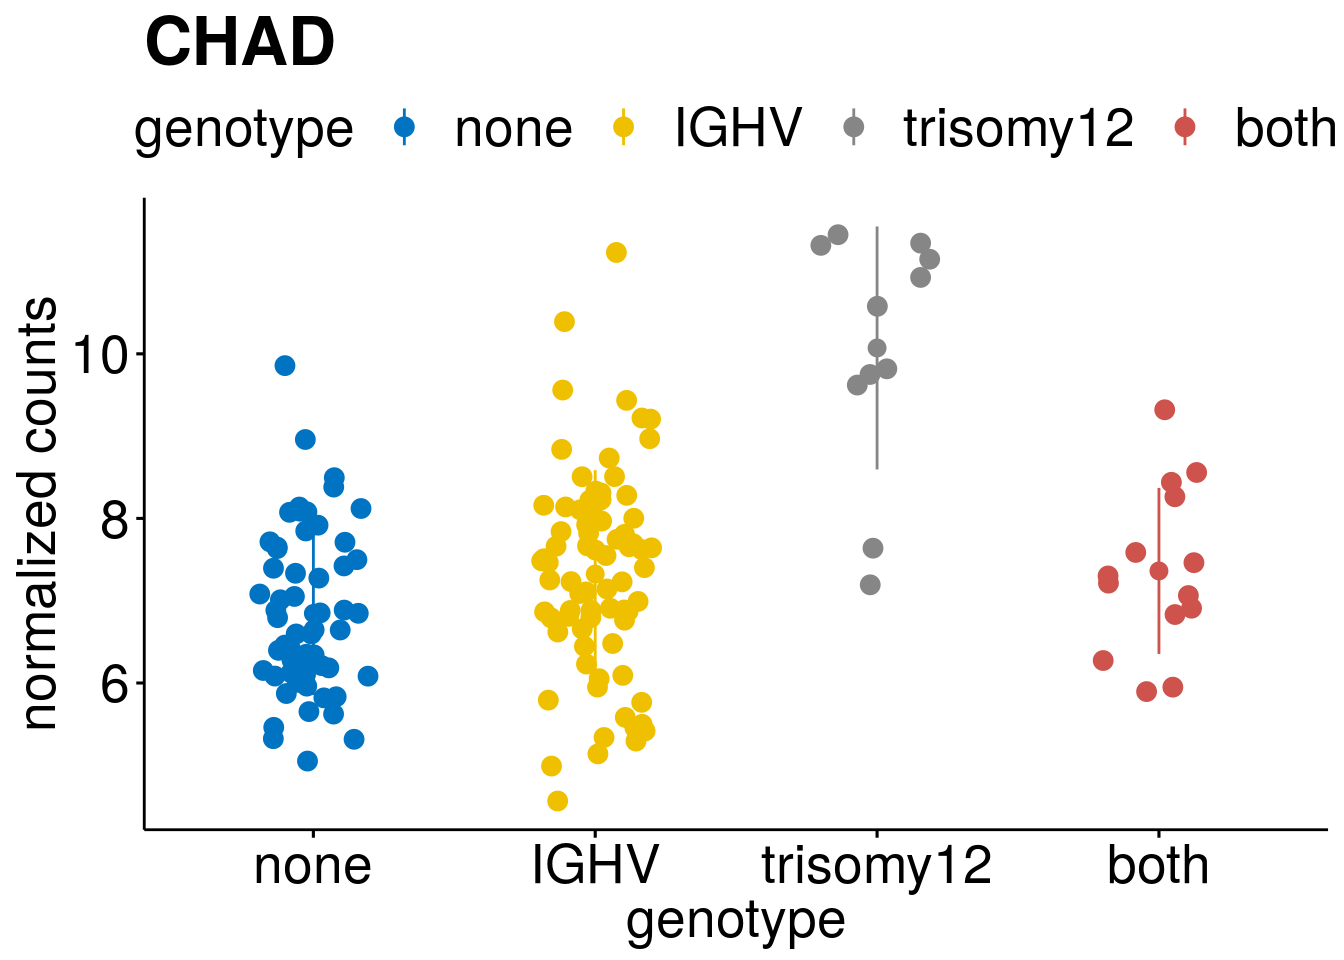 CHAD
genotype none IGHV trisomy12 both
normalized counts
10
8
6
none IGHV trisomy12 both
genotype